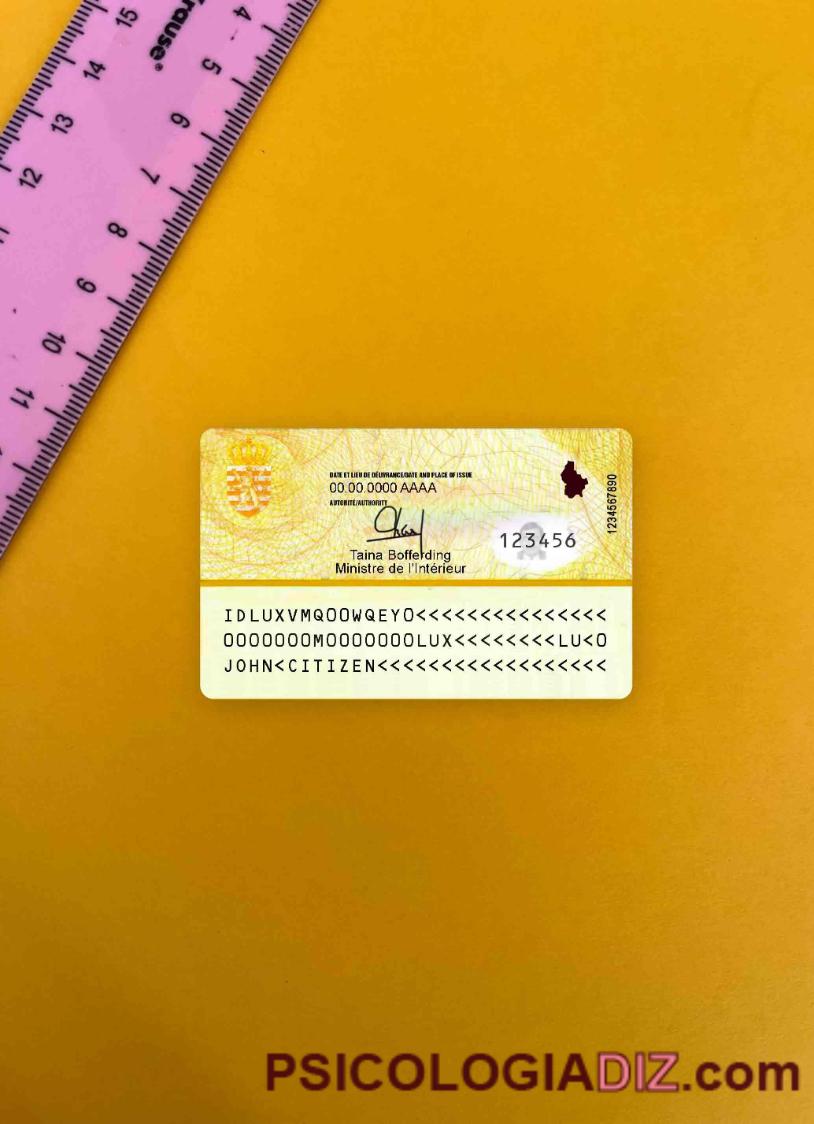 Krause
15
14
13
12
11
4
5
6
7
8
9
10
11
DATE ET LIEU DE DÉLIVRANCE/DATE AND PLACE OF ISSUE
00.00.0000 AAAA
AUTORITÉ/AUTHORITY
Taina Bofferding
Ministre de l'Intérieur
123456
1234567890
IDLUXVMQ00WQEY0<<<<<<<<<<<<<<<
0000000M0000000LUX<<<<<<<<LU<0
JOHN<CITIZEN<<<<<<<<<<<<<<<<<<
PSICOLOGIADIZ.com